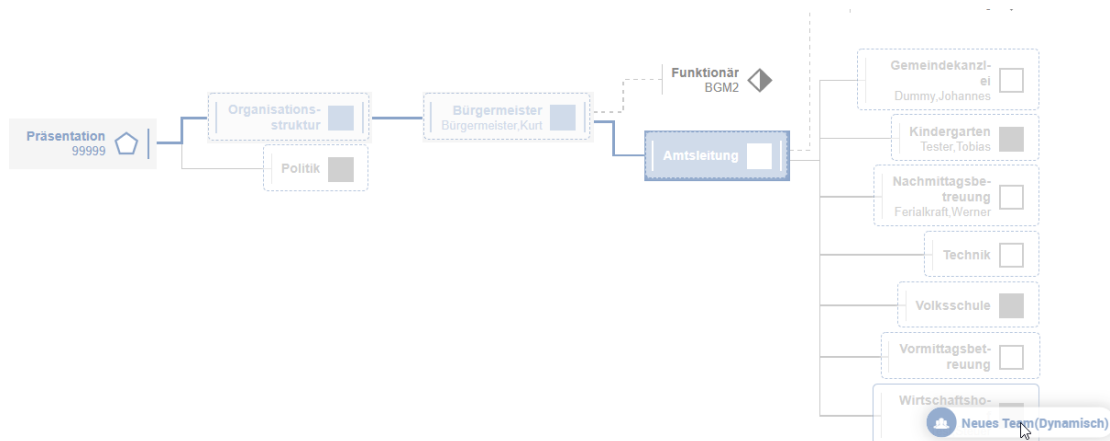 Präsentation
99999
Organisations-
struktur
Politik
Bürgermeister
Bürgermeister,Kurt
Funktionär
BGM2
Amtsleitung
Gemeindekanzl-
ei
Dummy,Johannes
Kindergarten
Tester,Tobias
Nachmittagsbe-
treuung
Ferialkraft,Werner
Technik
Volksschule
Vormittagsbet-
reuung
Wirtschaftsho-
Neues Team(Dynamisch)